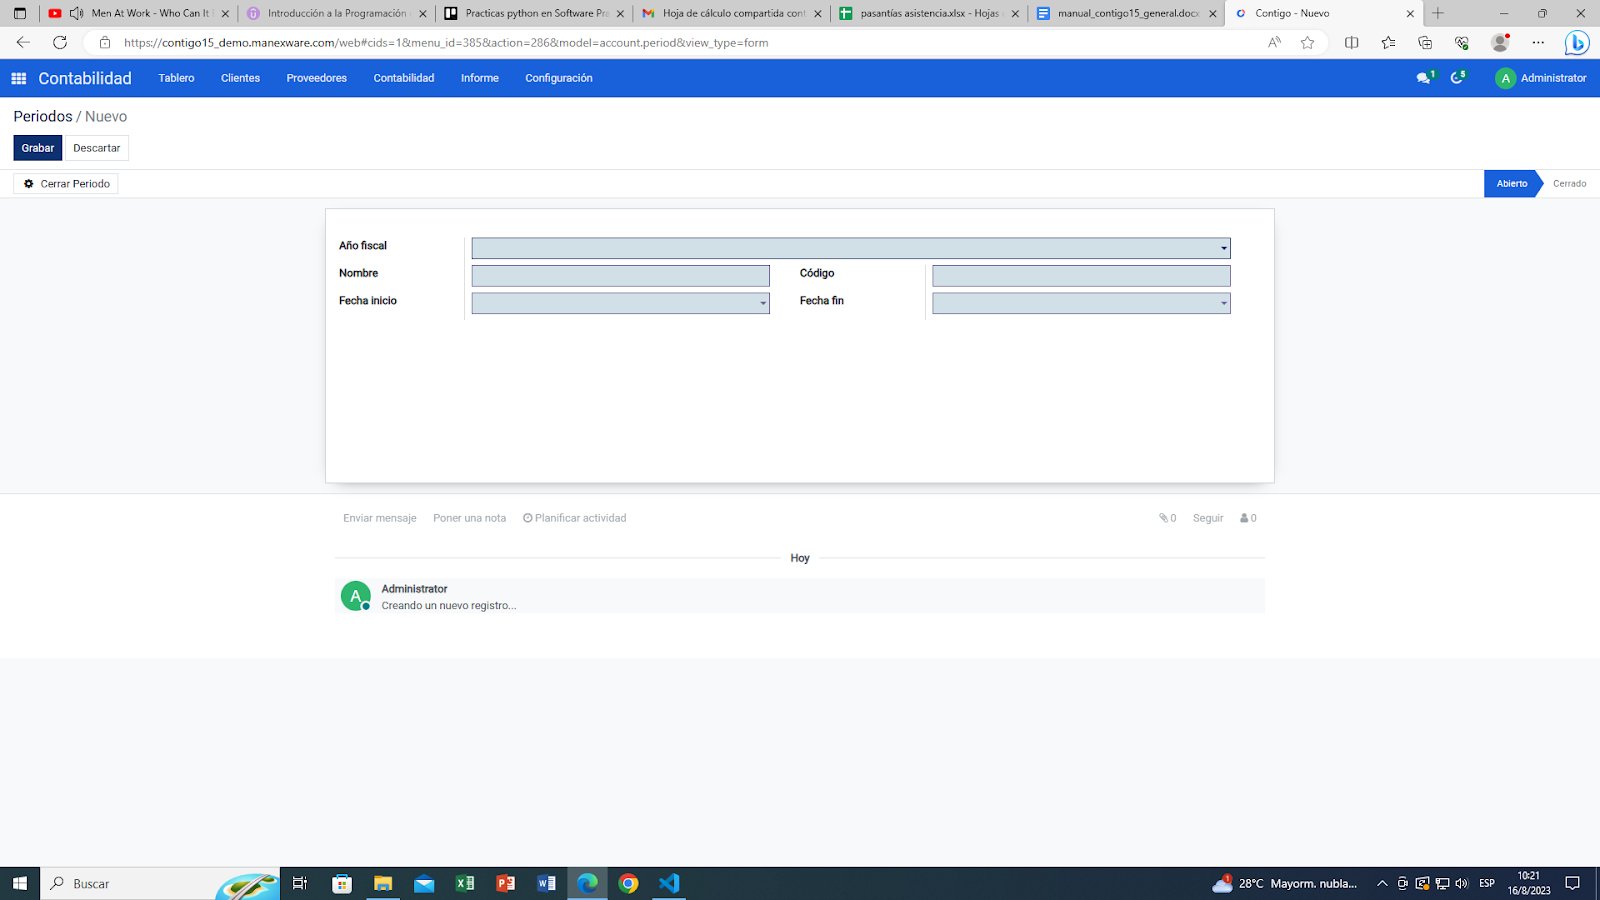 Men At Work - Who Can It
Introducción a la Programación
Practicas python en Software Pra
Hoja de cálculo compartida cont
pasantías asistencia.xlsx - Hojas
manual_contigo15_general.docx
Contigo - Nuevo
https://contigo15_demo.manexware.com/web#cids=1&menu_id=385&action=286&model=account.period&view_type=form
Contabilidad Tablero Clientes Proveedores Contabilidad Informe Configuración 1 5 A Administrator
Periodos / Nuevo
Grabar Descartar
Cerrar Periodo Abierto Cerrado
Año fiscal
Nombre Código
Fecha inicio Fecha fin
Enviar mensaje Poner una nota Planificar actividad 0 Seguir 0
Hoy
A Administrator
Creando un nuevo registro...
Buscar
1 28°C Mayorm. nubla... ESP
10:21
16/8/2023